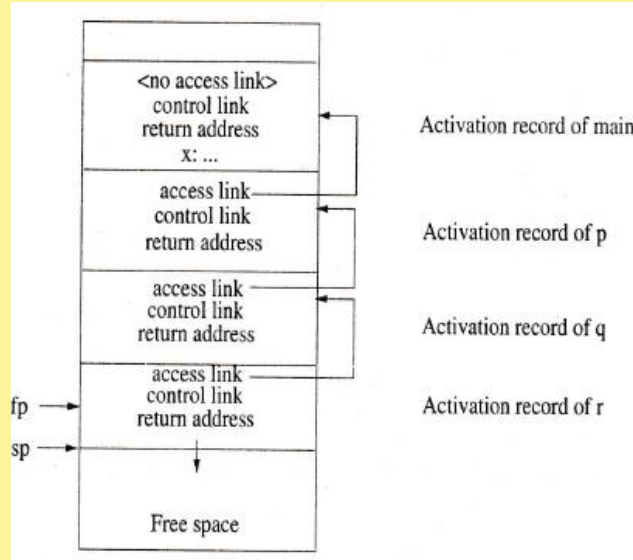 <no access link>
control link
return address
x: ...
Activation record of main
access link
control link
return address
Activation record of p
access link
control link
return address
Activation record of q
access link
control link
return address
Activation record of r
fp
sp
Free space